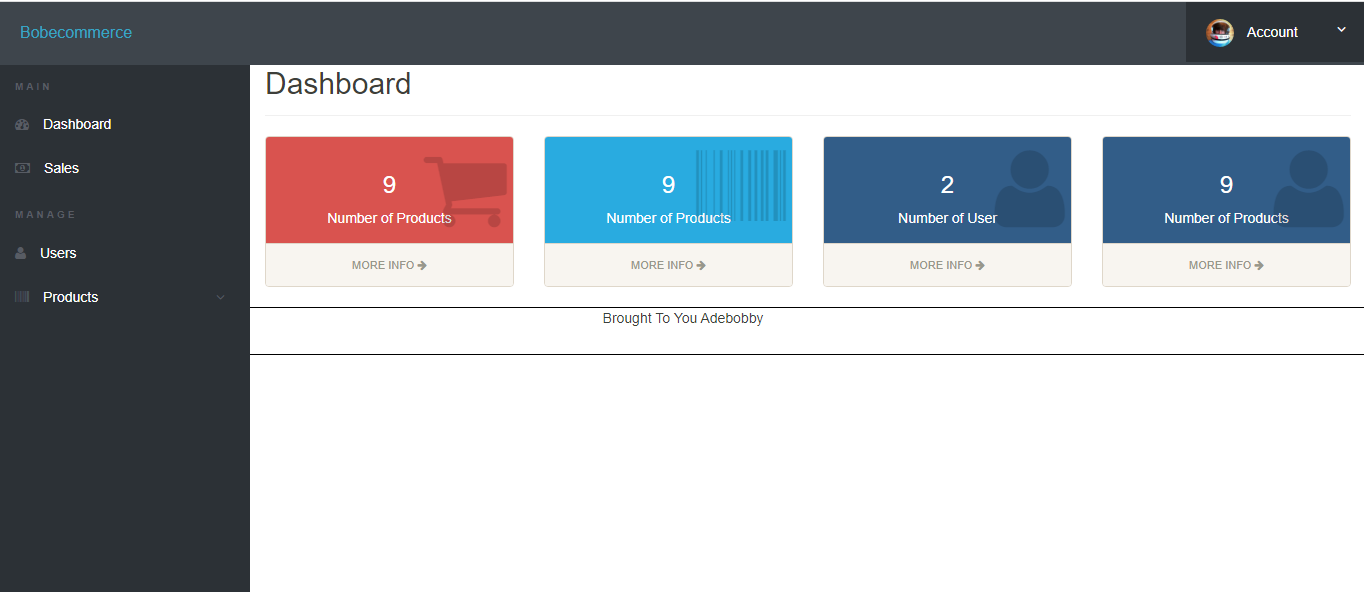 Bobecommerce
Account
MAIN
Dashboard
Sales
MANAGE
Users
Products
Dashboard
9
Number of Products
MORE INFO
9
Number of Products
MORE INFO
2
Number of User
MORE INFO
9
Number of Products
MORE INFO
Brought To You Adebobby